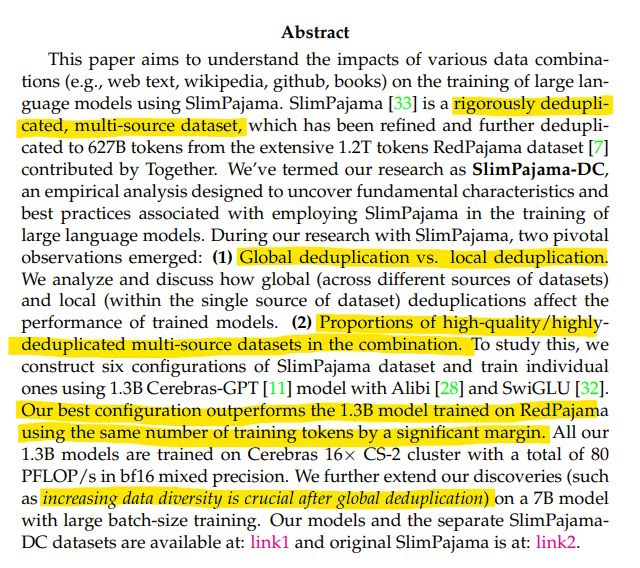 Abstract
This paper aims to understand the impacts of various data combina-
tions (e.g., web text, wikipedia, github, books) on the training of large lan-
guage models using SlimPajama. SlimPajama [33] is a rigorously dedupli-
cated, multi-source dataset, which has been refined and further dedupli-
cated to 627B tokens from the extensive 1.2T tokens RedPajama dataset [7]
contributed by Together. We've termed our research as SlimPajama-DC,
an empirical analysis designed to uncover fundamental characteristics and
best practices associated with employing SlimPajama in the training of
large language models. During our research with SlimPajama, two pivotal
observations emerged: (1) Global deduplication vs. local deduplication.
We analyze and discuss how global (across different sources of datasets)
and local (within the single source of dataset) deduplications affect the
performance of trained models. (2) Proportions of high-quality/highly-
deduplicated multi-source datasets in the combination. To study this, we
construct six configurations of SlimPajama dataset and train individual
ones using 1.3B Cerebras-GPT [11] model with Alibi [28] and SwiGLU [32].
Our best configuration outperforms the 1.3B model trained on RedPajama
using the same number of training tokens by a significant margin. All our
1.3B models are trained on Cerebras 16× CS-2 cluster with a total of 80
PFLOP/s in bf16 mixed precision. We further extend our discoveries (such
as increasing data diversity is crucial after global deduplication) on a 7B model
with large batch-size training. Our models and the separate SlimPajama-
DC datasets are available at: link1 and original SlimPajama is at: link2.